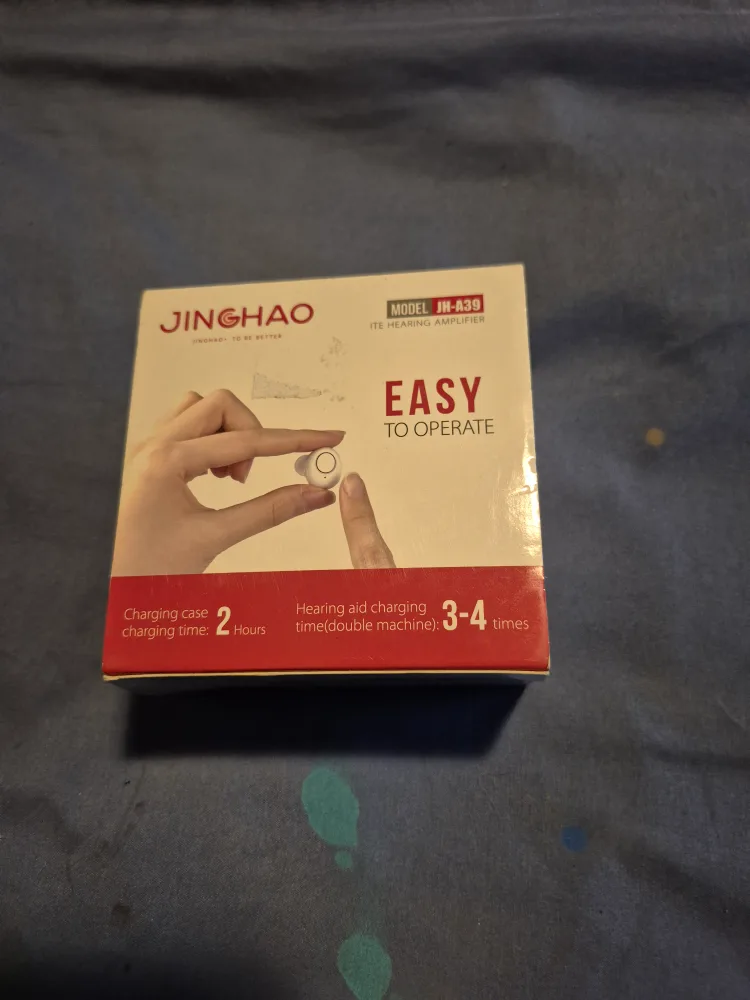 JINGHAO
JINGHAO• TO BE BETTER
MODEL JH-A39
ITE HEARING AMPLIFIER
EASY
TO OPERATE
Charging case
charging time: 2 Hours
Hearing aid charging
time(double machine): 3-4 times